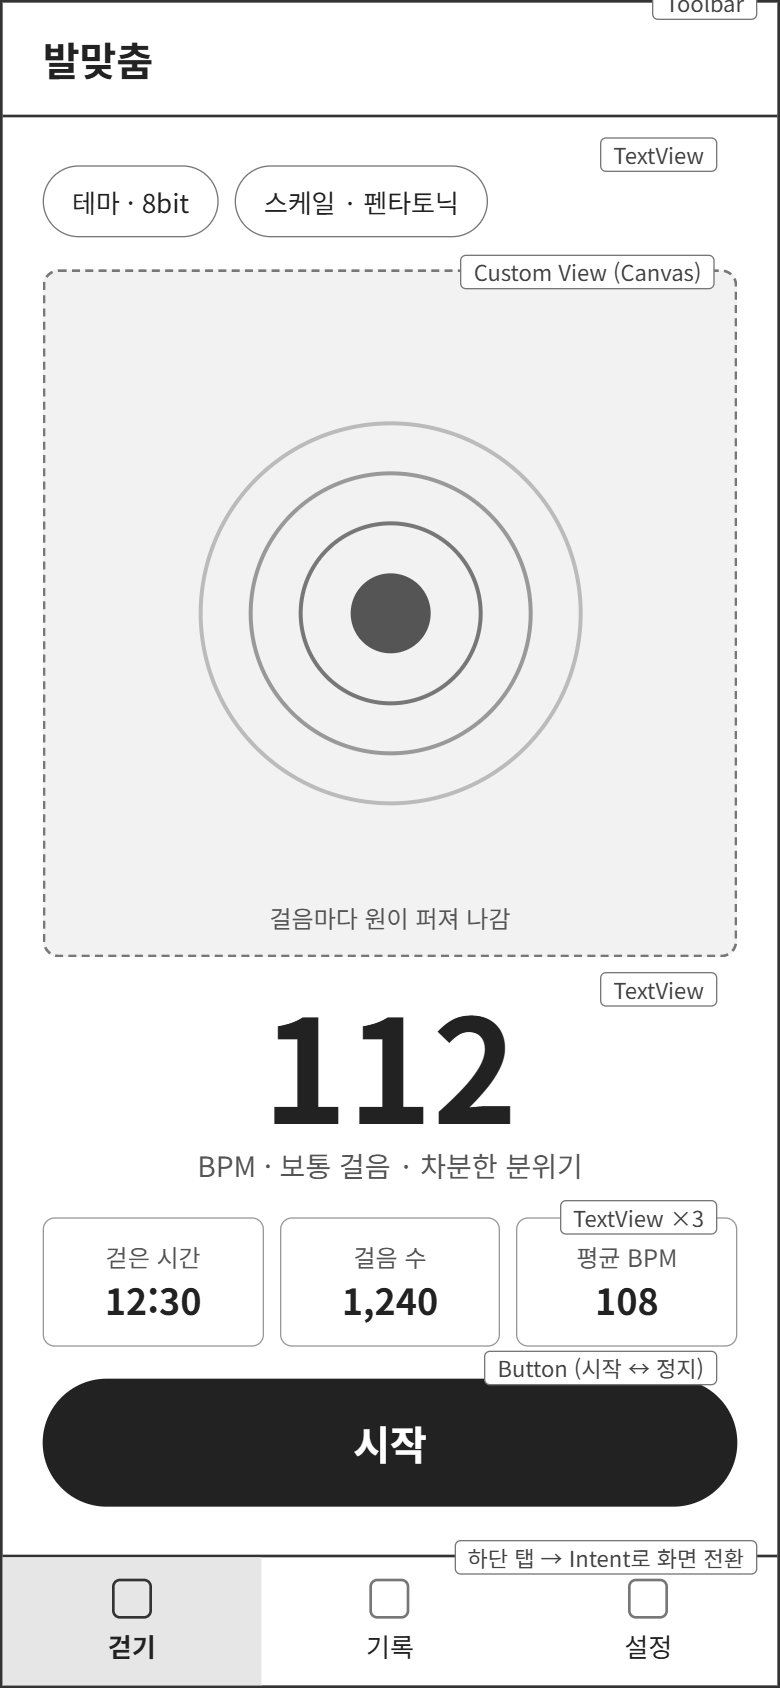 Toolbar
발맞춤
TextView
테마 · 8bit
스케일 · 펜타토닉
Custom View (Canvas)
걸음마다 원이 퍼져 나감
TextView
112
BPM · 보통 걸음 · 차분한 분위기
TextView ×3
걷은 시간
걸음 수
평균 BPM
12:30
1,240
108
Button (시작 ↔ 정지)
시작
하단 탭 → Intent로 화면 전환
걷기
기록
설정